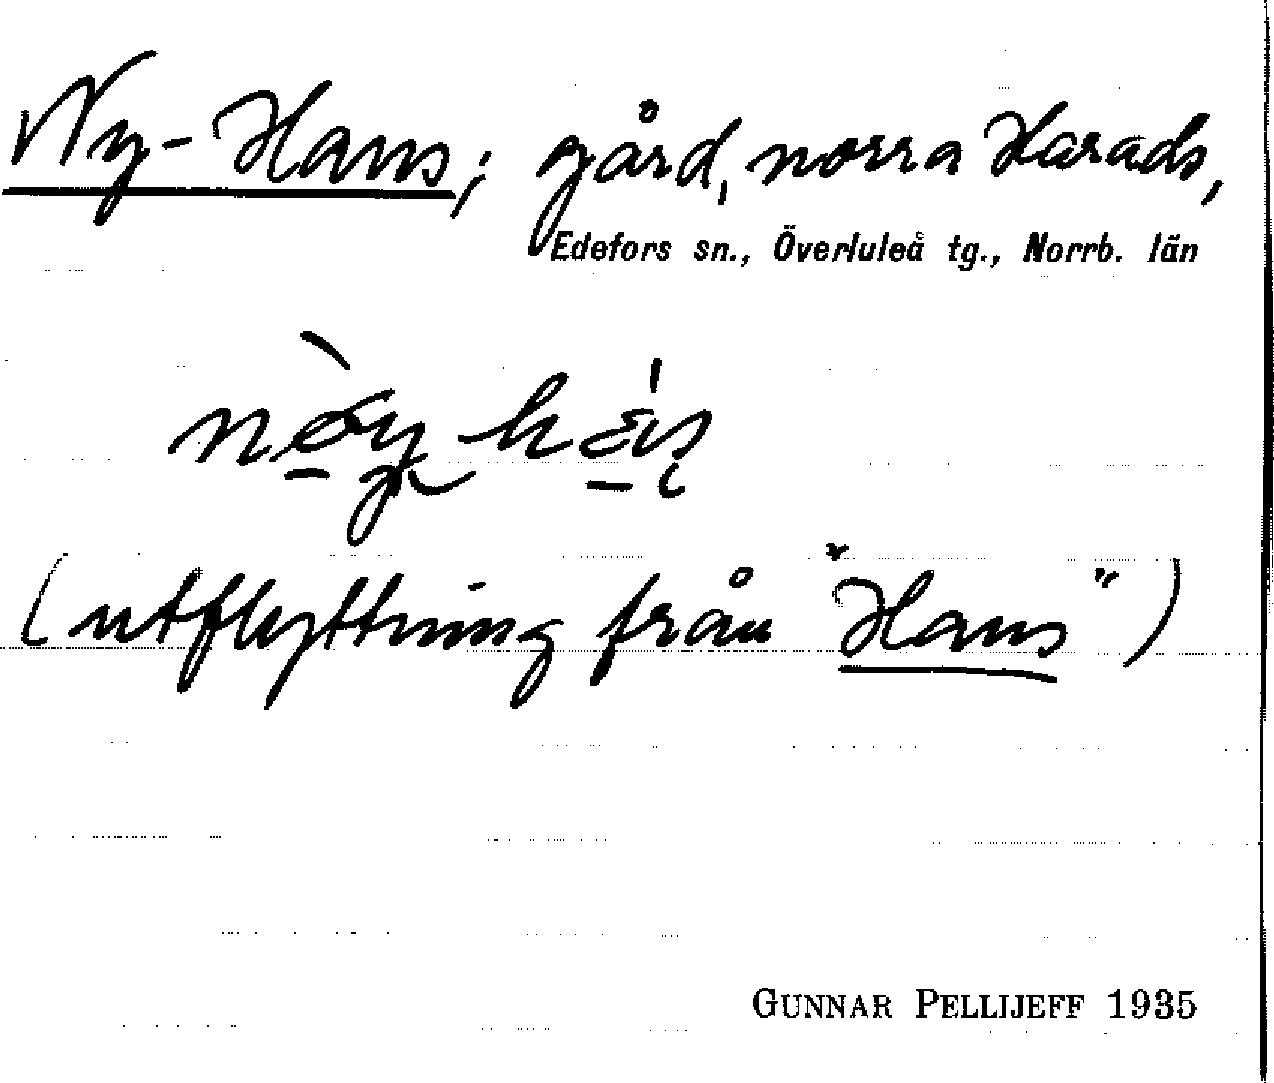 Ny-Hans; gård, norra Harads,
Edefors sn., Överluleå tg., Norrb. län
(utflyttning från "Hans")
GUNNAR PELLIJEFF 1935